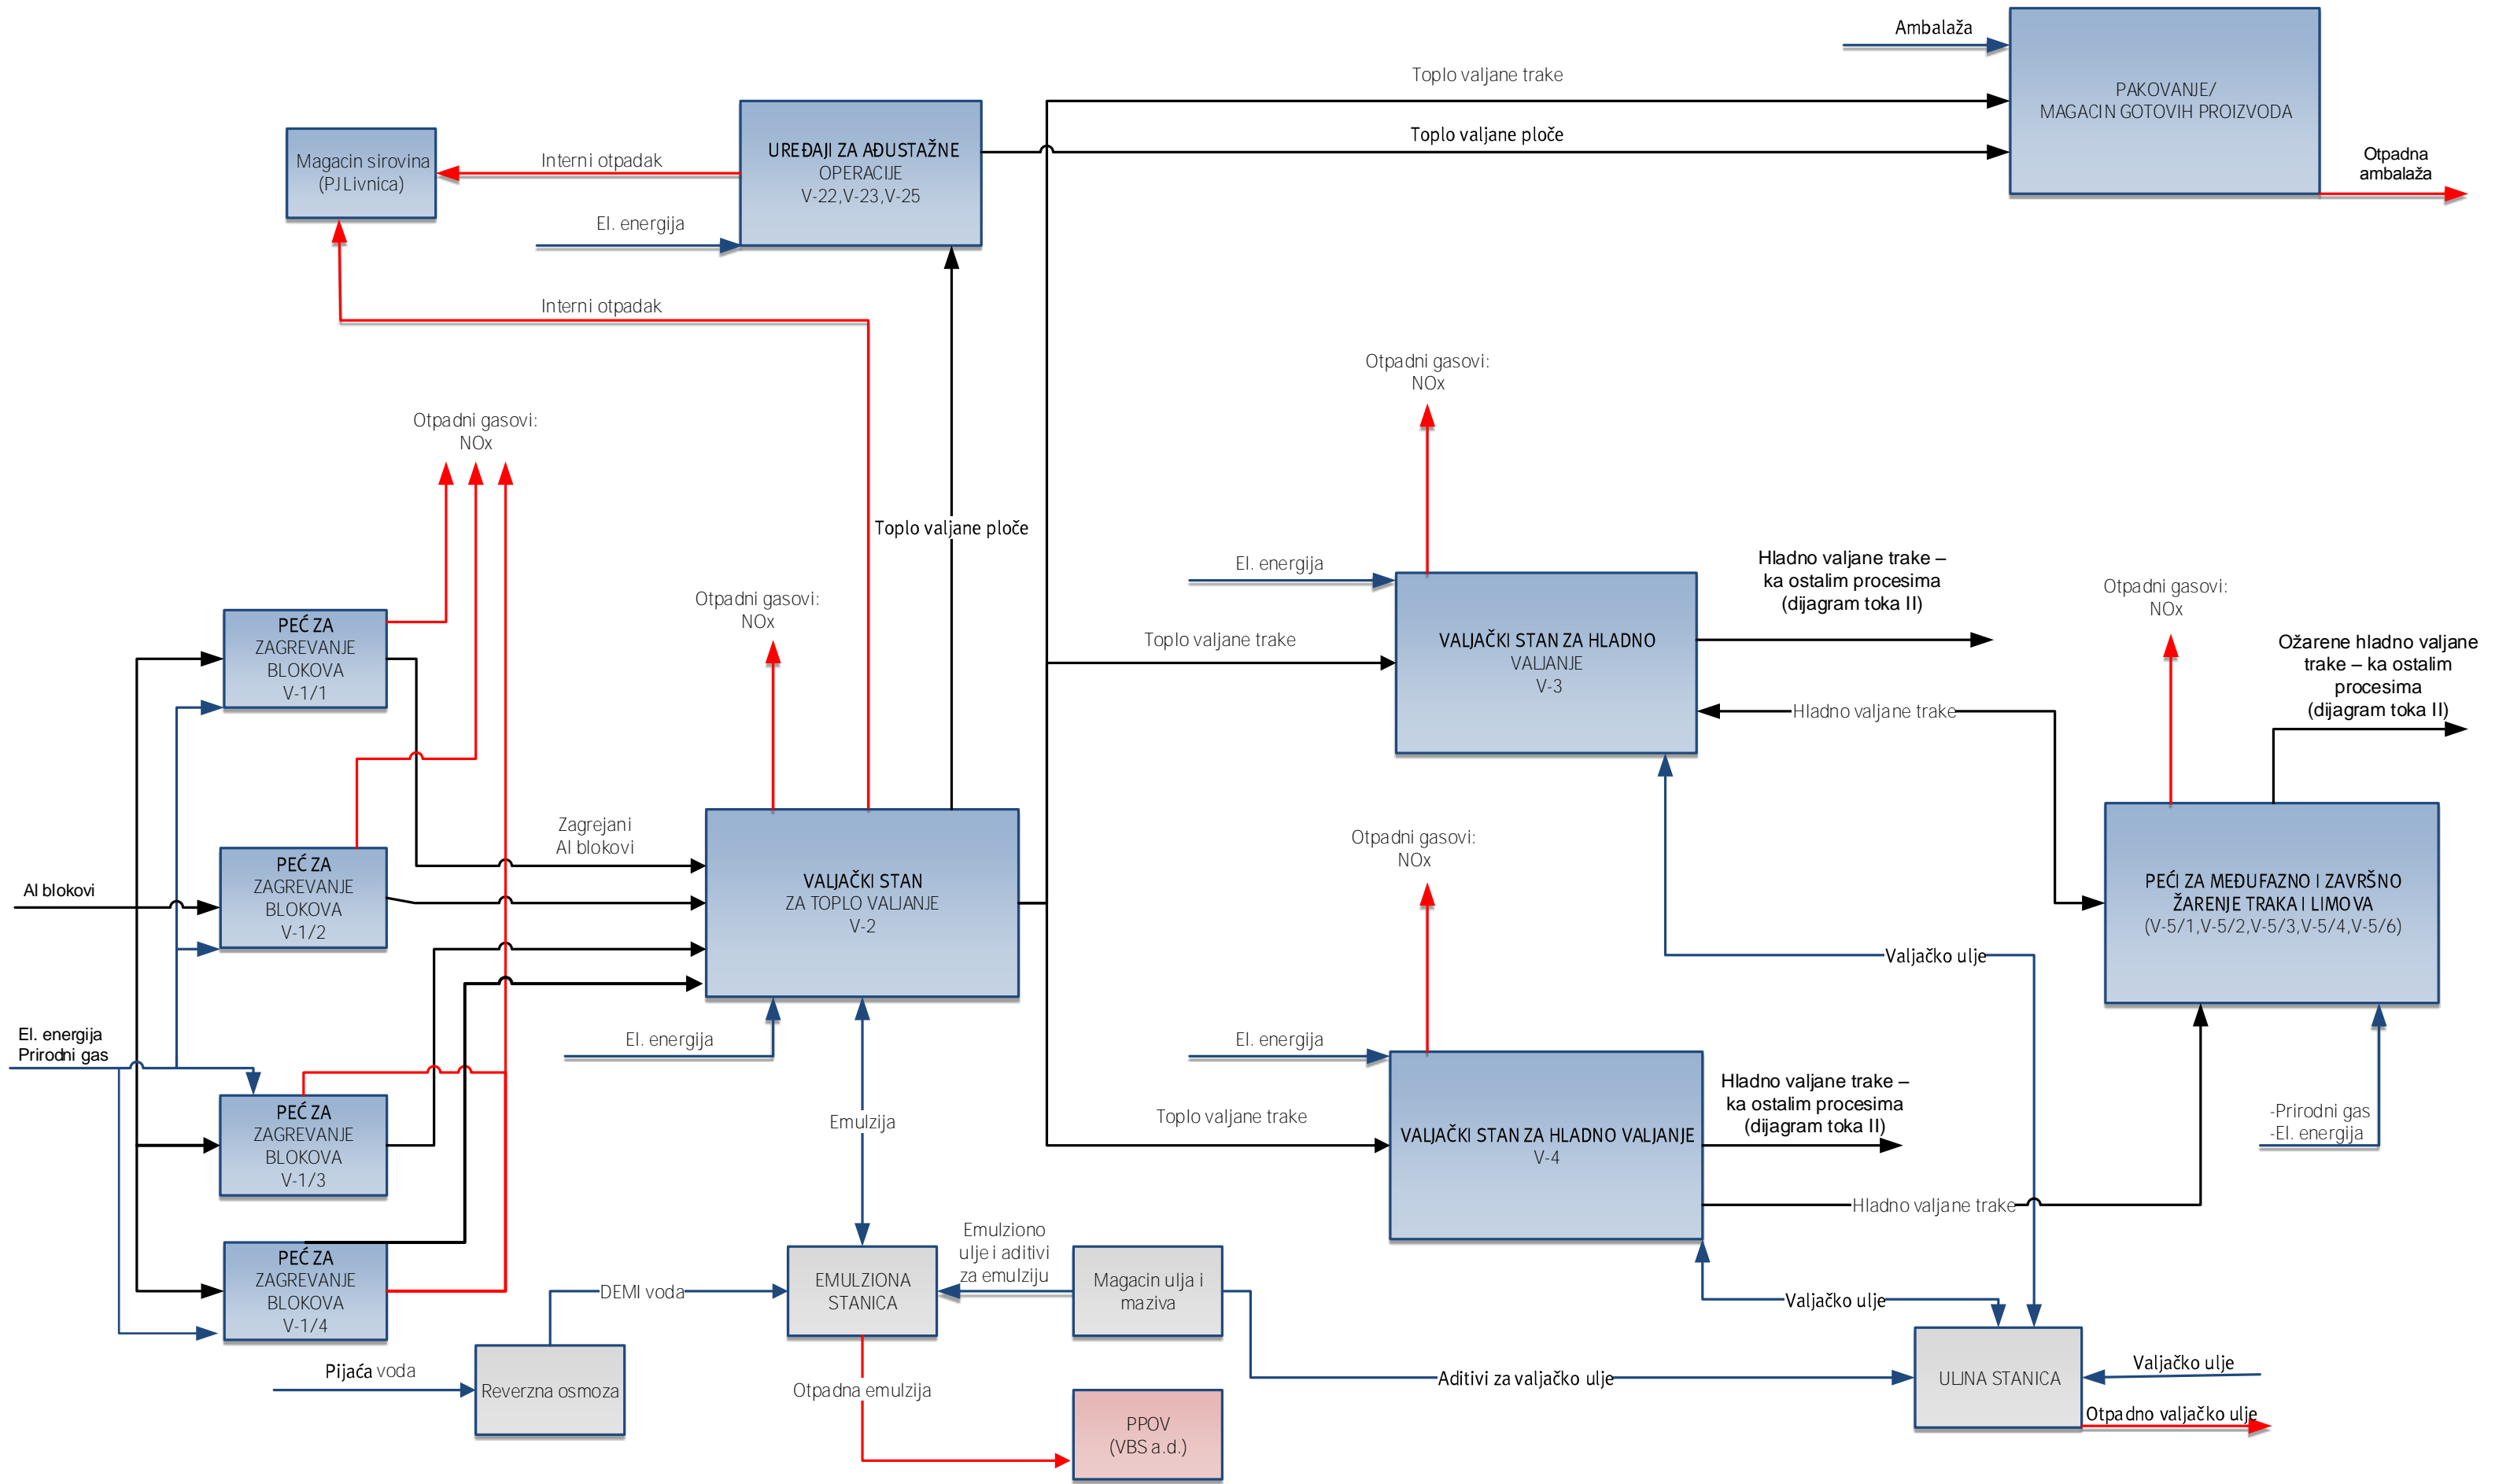 Ambalaža
Toplo valjane trake
PAKOVANJE/
MAGACIN GOTOVIH PROIZVODA
Toplo valjane ploče
Otpadna
ambalaža
UREĐAJI ZA AĐUSTAŽNE
OPERACIJE
V-22,V-23,V-25
Magacin sirovina
(PJ Livnica)
Interni otpadak
El. energija
Interni otpadak
Otpadni gasovi:
NOx
Otpadni gasovi:
NOx
Toplo valjane ploče
Otpadni gasovi:
NOx
El. energija
Hladno valjane trake –
ka ostalim procesima
(dijagram toka II)
Otpadni gasovi:
NOx
PEĆ ZA
ZAGREVANJE
BLOKOVA
V-1/1
Toplo valjane trake
VALJAČKI STAN ZA HLADNO
VALJANJE
V-3
Ožarene hladno valjane
trake – ka ostalim
procesima
(dijagram toka II)
Hladno valjane trake
Zagrejani
Al blokovi
Otpadni gasovi:
NOx
Al blokovi
PEĆ ZA
ZAGREVANJE
BLOKOVA
V-1/2
VALJAČKI STAN
ZA TOPLO VALJANJE
V-2
PEĆI ZA MEĐUFAZNO I ZAVRŠNO
ŽARENJE TRAKA I LIMOVA
(V-5/1,V-5/2,V-5/3,V-5/4,V-5/6)
Valjačko ulje
El. energija
Prirodni gas
El. energija
El. energija
Hladno valjane trake –
ka ostalim procesima
(dijagram toka II)
PEĆ ZA
ZAGREVANJE
BLOKOVA
V-1/3
Emulzija
Toplo valjane trake
VALJAČKI STAN ZA HLADNO VALJANJE
V-4
-Prirodni gas
-El. energija
Hladno valjane trake
PEĆ ZA
ZAGREVANJE
BLOKOVA
V-1/4
DEMI voda
EMULZIONA
STANICA
Emulziono
ulje i aditivi
za emulziju
Magacin ulja i
maziva
Valjačko ulje
Pijaća voda
Reverzna osmoza
Otpadna emulzija
Aditivi za valjačko ulje
ULJNA STANICA
Valjačko ulje
Otpadno valjačko ulje
PPOV
(VBS a.d.)